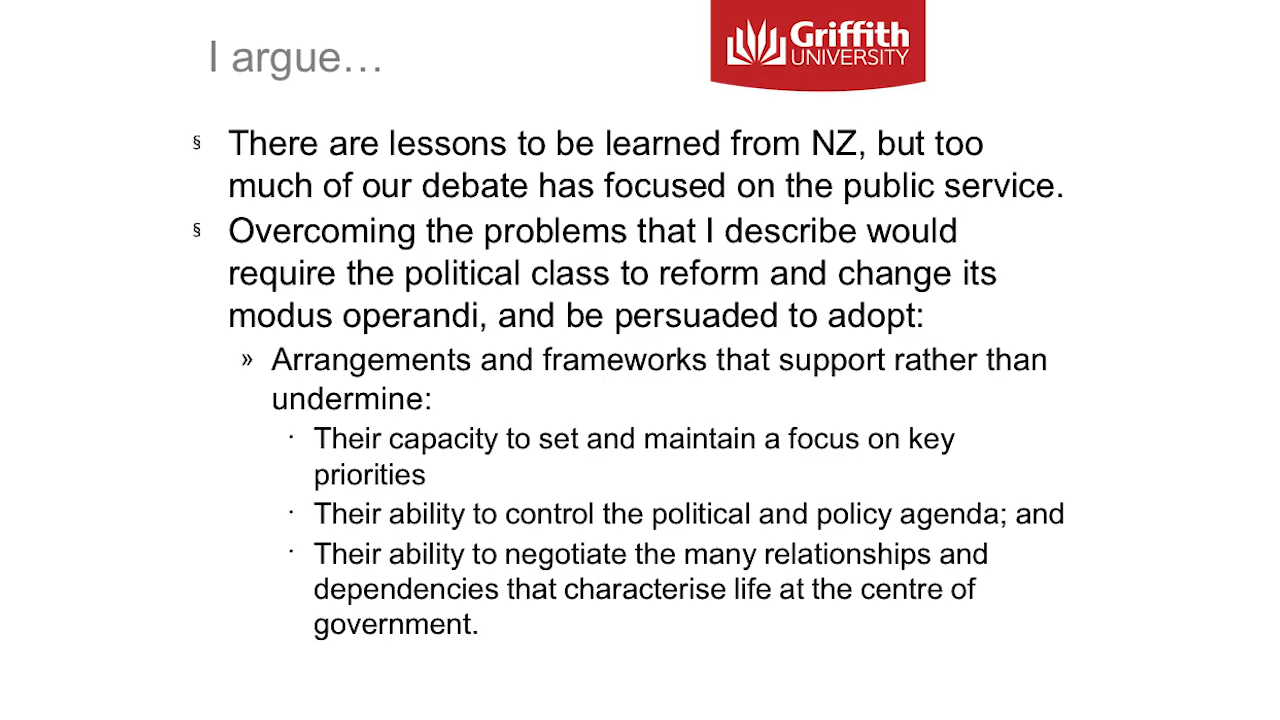 I argue…
Griffith
UNIVERSITY
§ There are lessons to be learned from NZ, but too
much of our debate has focused on the public service.
§ Overcoming the problems that I describe would
require the political class to reform and change its
modus operandi, and be persuaded to adopt:
» Arrangements and frameworks that support rather than
undermine:
· Their capacity to set and maintain a focus on key
priorities
· Their ability to control the political and policy agenda; and
· Their ability to negotiate the many relationships and
dependencies that characterise life at the centre of
government.